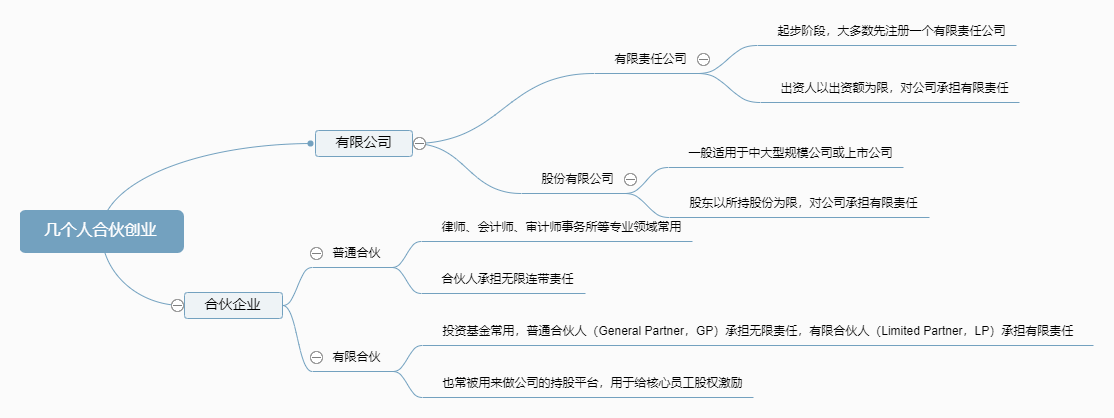 几个人合伙创业
有限公司
有限责任公司
起步阶段，大多数先注册一个有限责任公司
出资人以出资额为限，对公司承担有限责任
股份有限公司
一般适用于中大型规模公司或上市公司
股东以所持股份为限，对公司承担有限责任
合伙企业
普通合伙
律师、会计师、审计师事务所等专业领域常用
合伙人承担无限连带责任
有限合伙
投资基金常用，普通合伙人（General Partner，GP）承担无限责任，有限合伙人（Limited Partner，LP）承担有限责任
也常被用来做公司的持股平台，用于给核心员工股权激励